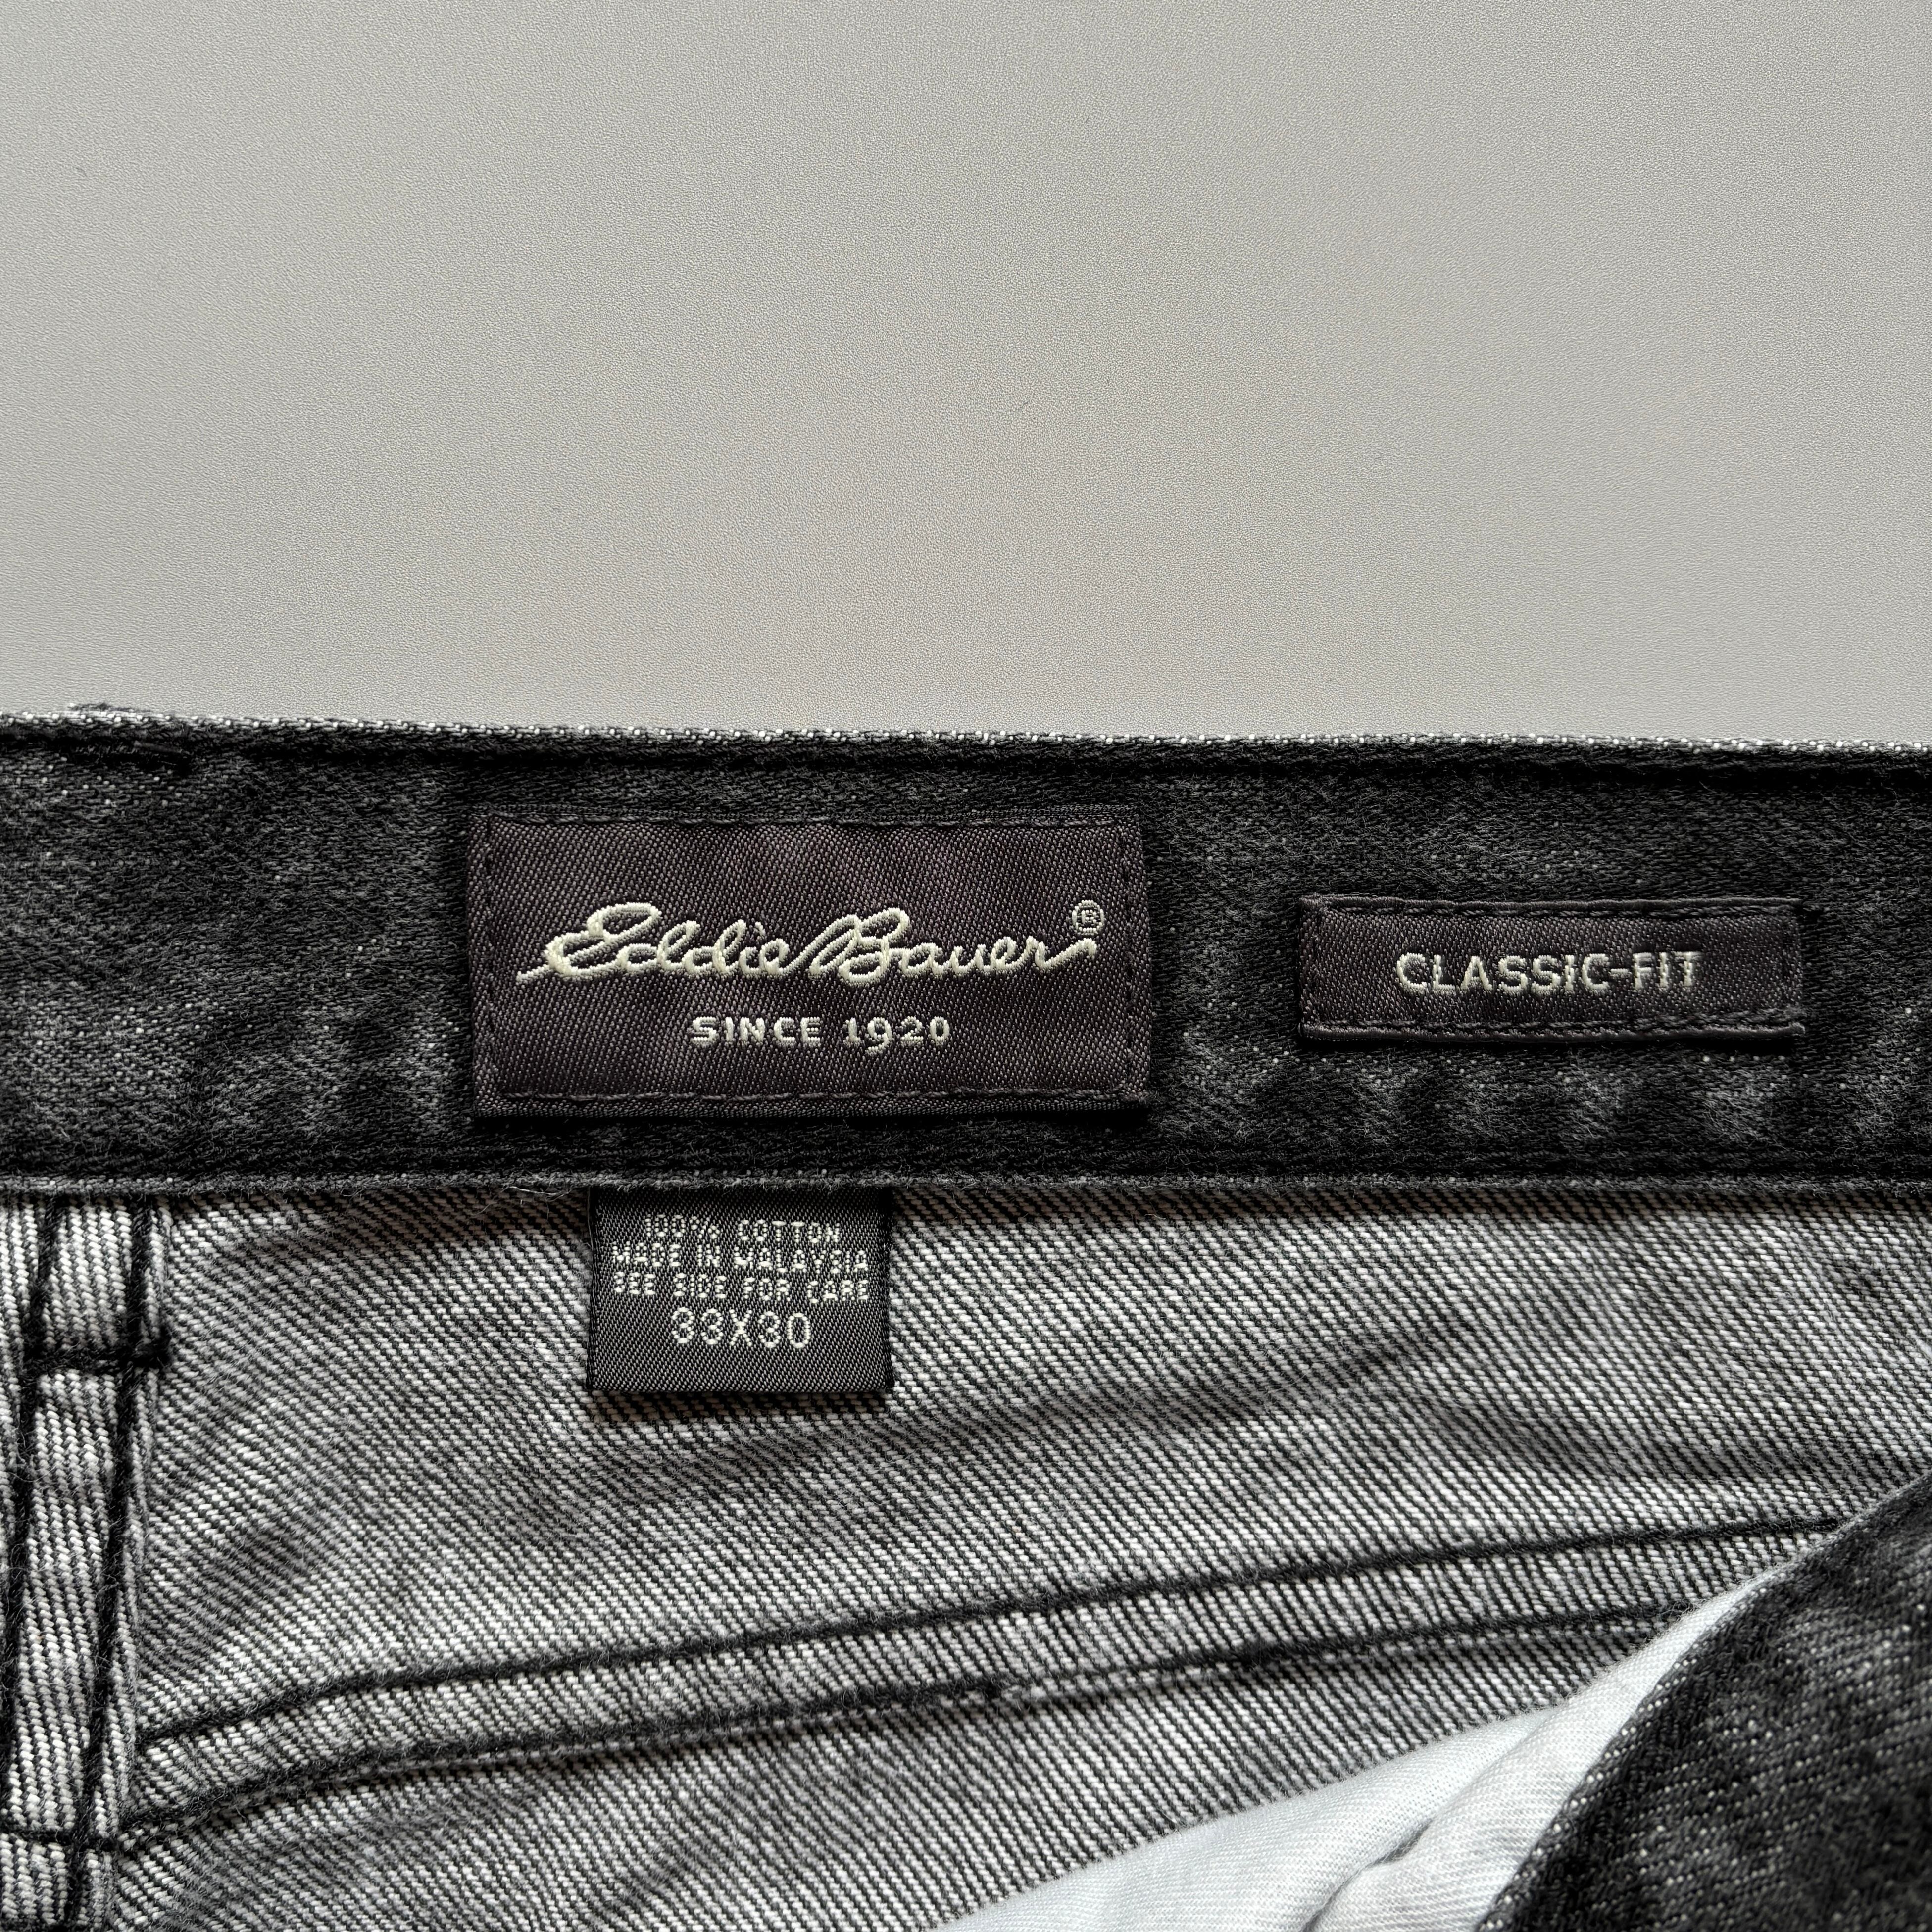 Eddie Bauer®
SINCE 1920
CLASSIC-FIT
100% COTTON
MADE IN MALAYSIA
SEE SIDE FOR CARE
33X30